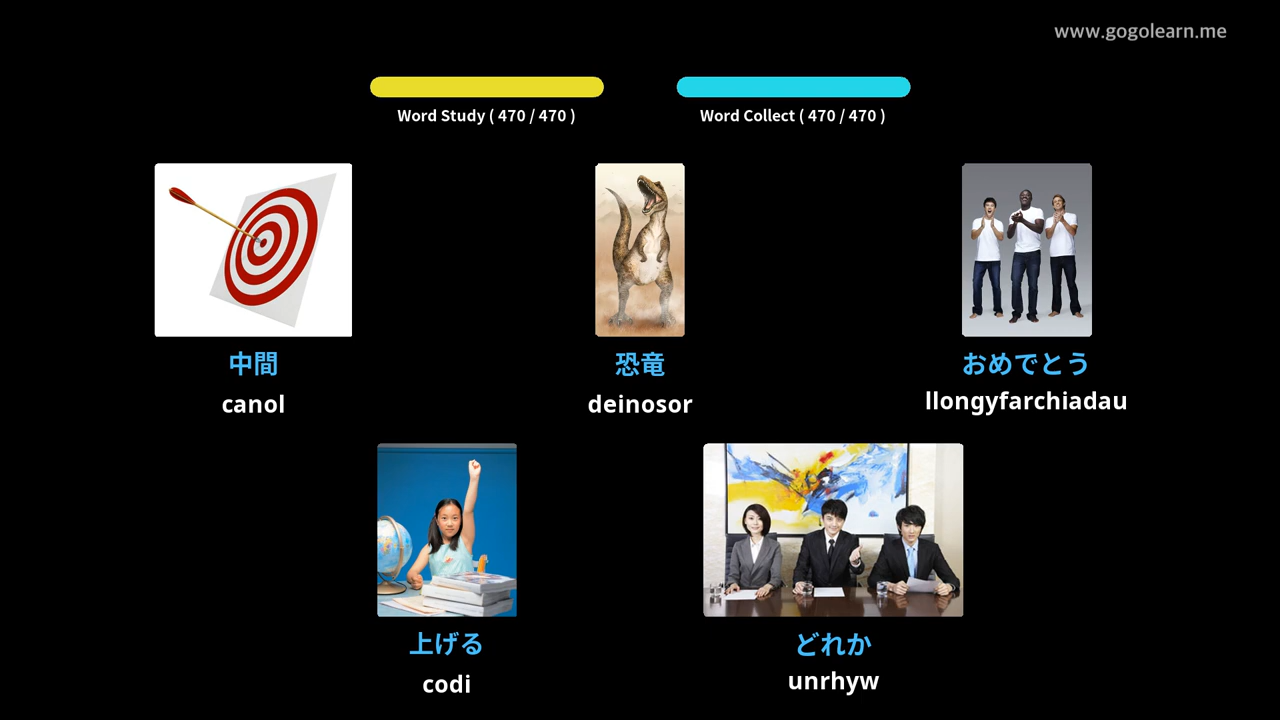 www.gogolearn.me
Word Study ( 470 / 470 )
Word Collect ( 470 / 470 )
中間
canol
恐竜
deinosor
おめでとう
llongyfarchiadau
上げる
codi
どれか
unrhyw